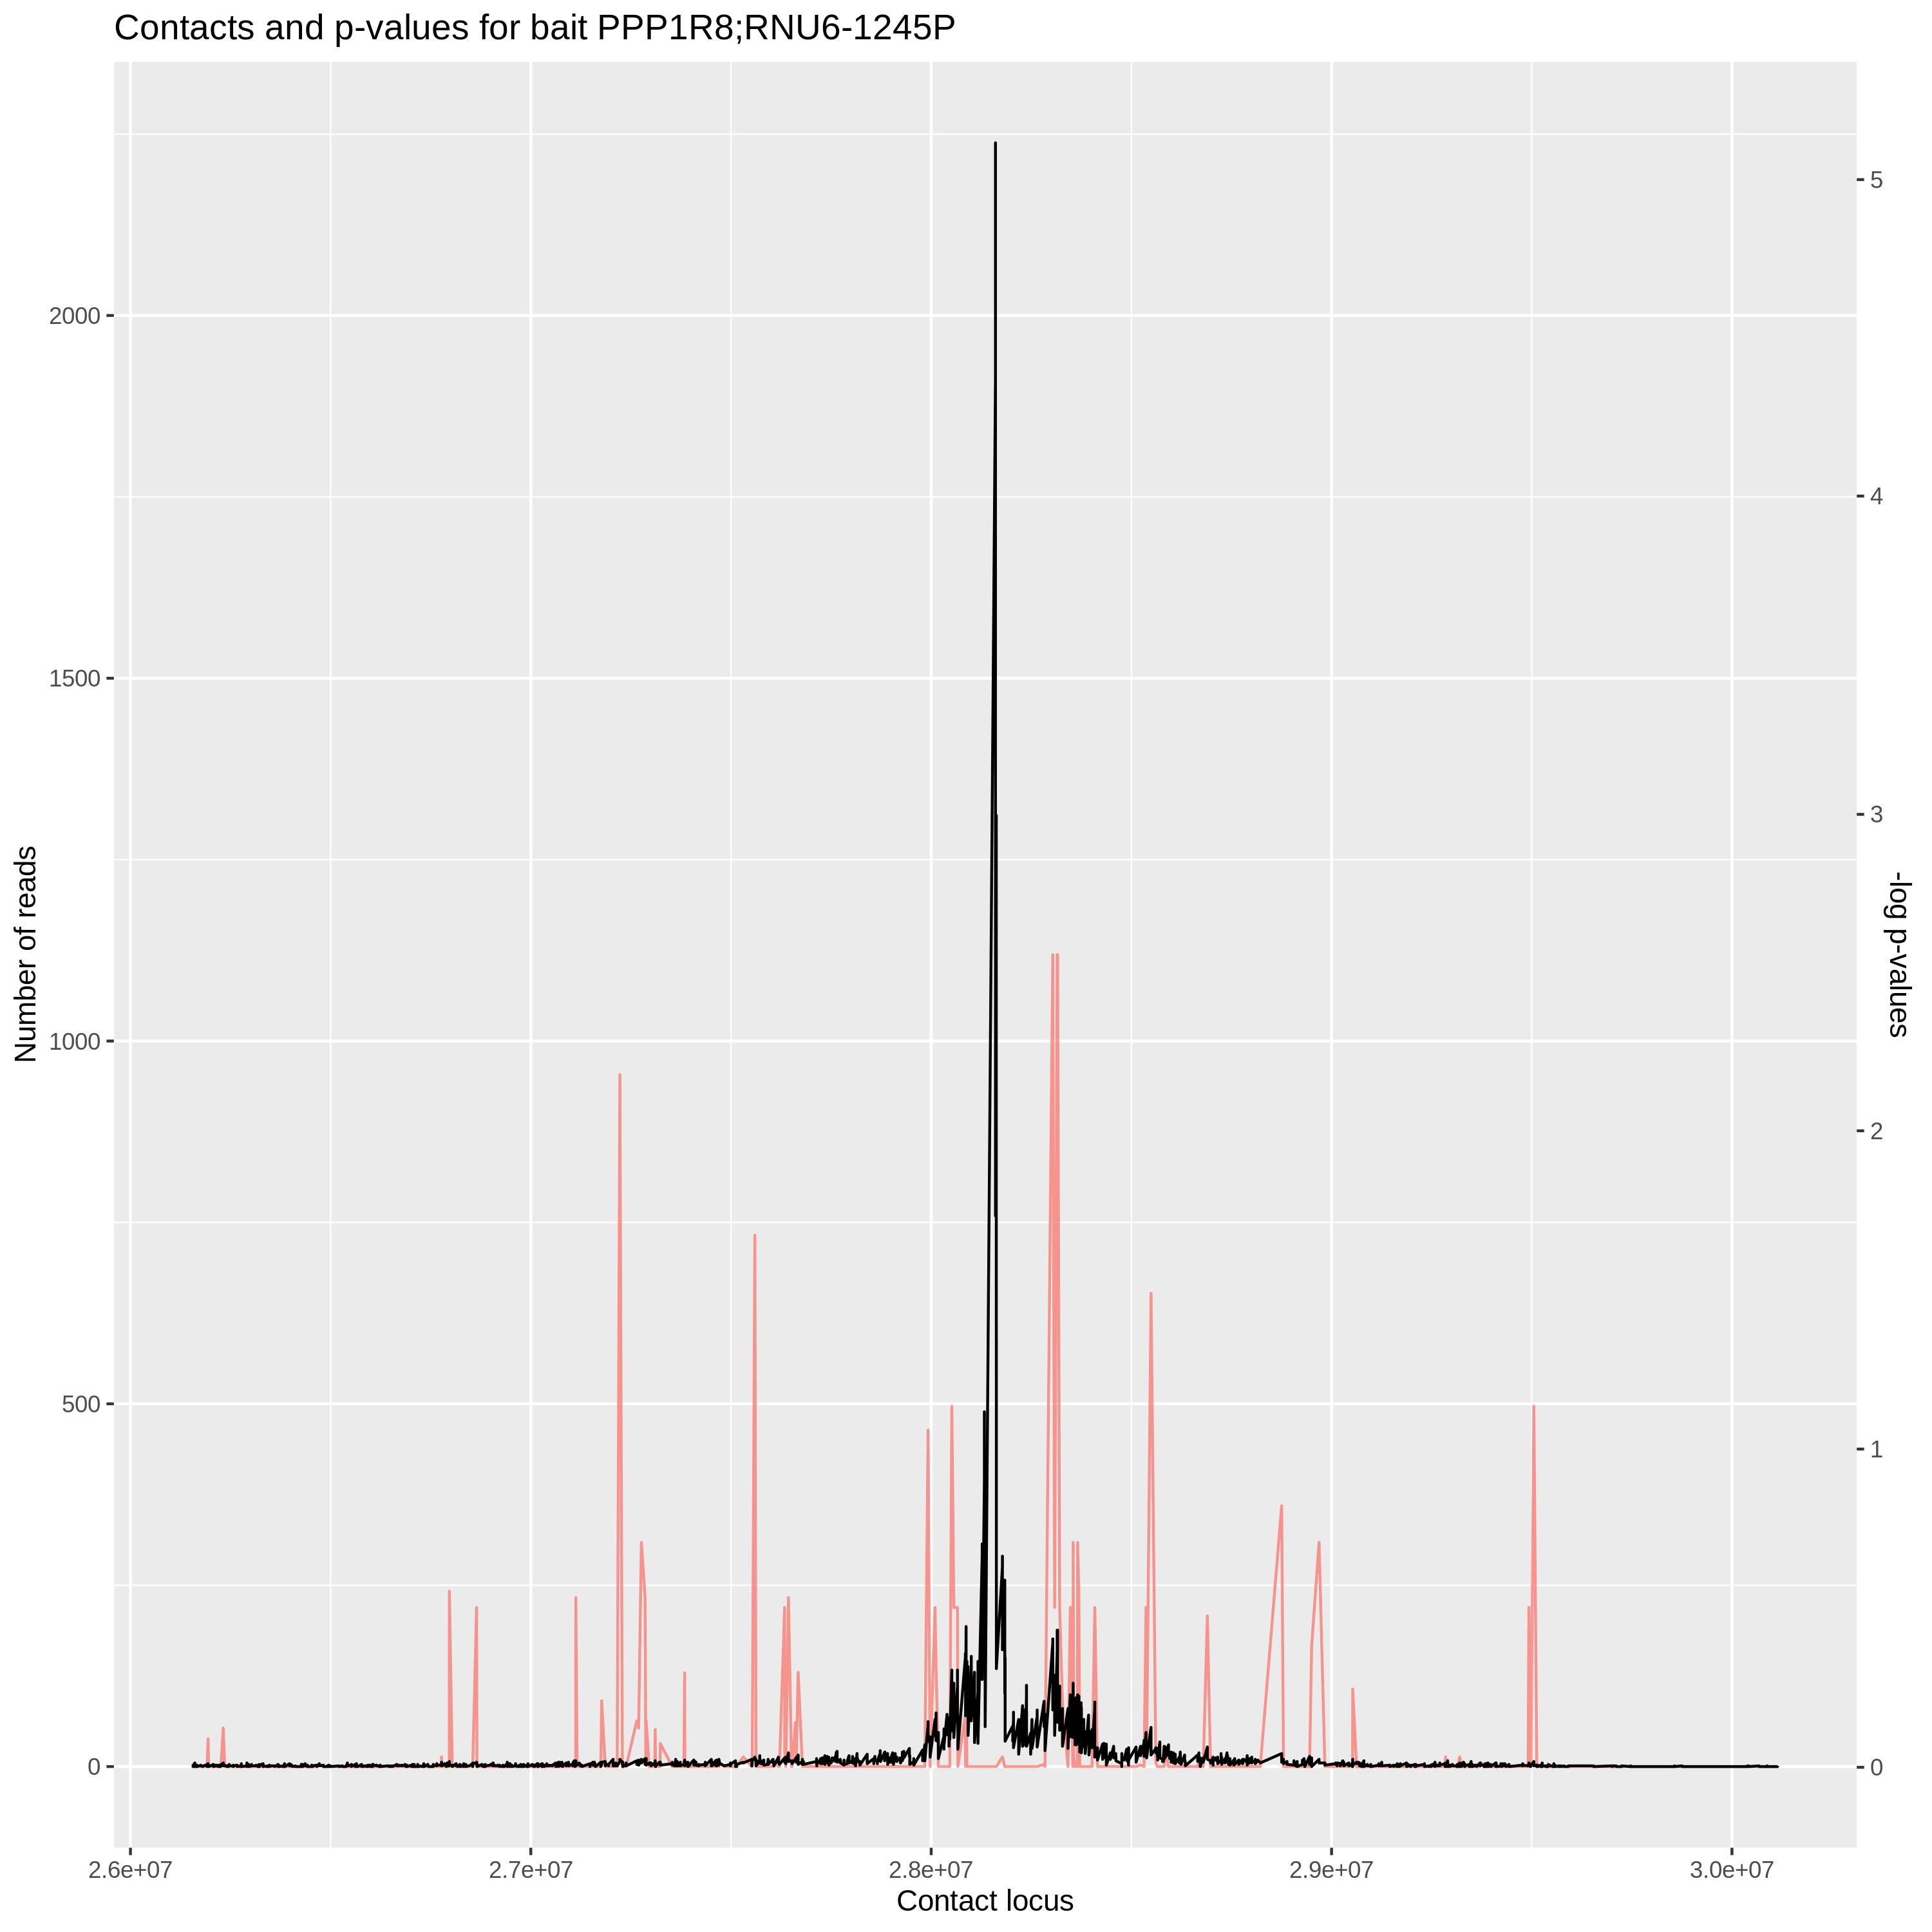 Contacts and p-values for bait PPP1R8;RNU6-1245P
Number of reads
2000
1500
1000
500
0
5
4
3
2
1
0
-log p-values
2.6e+07
2.7e+07
2.8e+07
2.9e+07
3.0e+07
Contact locus